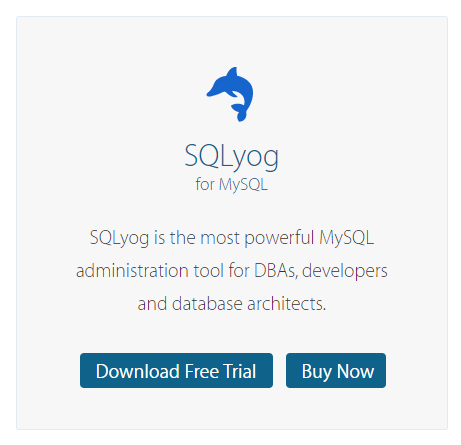 SQLyog
for MySQL
SQLyog is the most powerful MySQL
administration tool for DBAs, developers
and database architects.
Download Free Trial
Buy Now